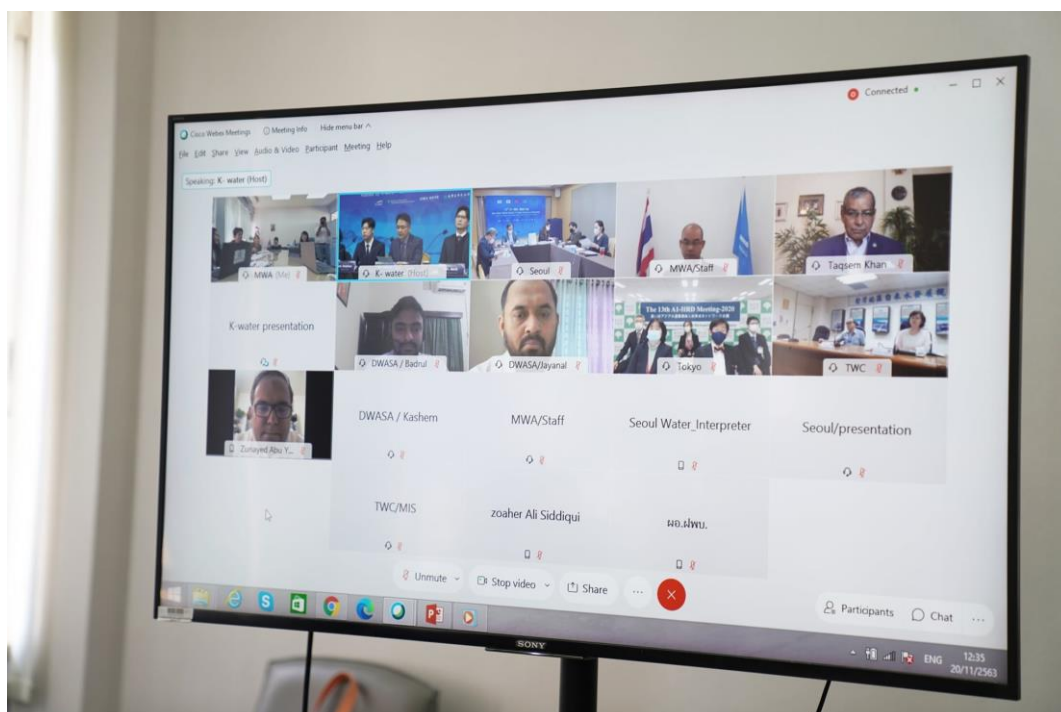 Connected
Cisco Webex Meetings Meeting Info Hide menu bar
File Edit Share View Audio & Video Participant Meeting Help
Speaking: K- water (Host)
MWA (Me)
K- water (Host)
Seoul
MWA/Staff
Taqsem Khan
K-water presentation
DWASA / Badrul
DWASA/Jayanal
The 13th A1-HRD Meeting-2020
Tokyo
TWC
Zunayed Abu Y...
DWASA / Kashem
MWA/Staff
Seoul Water_Interpreter
Seoul/presentation
TWC/MIS
zoaher Ali Siddiqui
ผอ.ฝพบ.
Unmute
Stop video
Share
Participants
Chat
SONY
ENG
12:35
20/11/2563